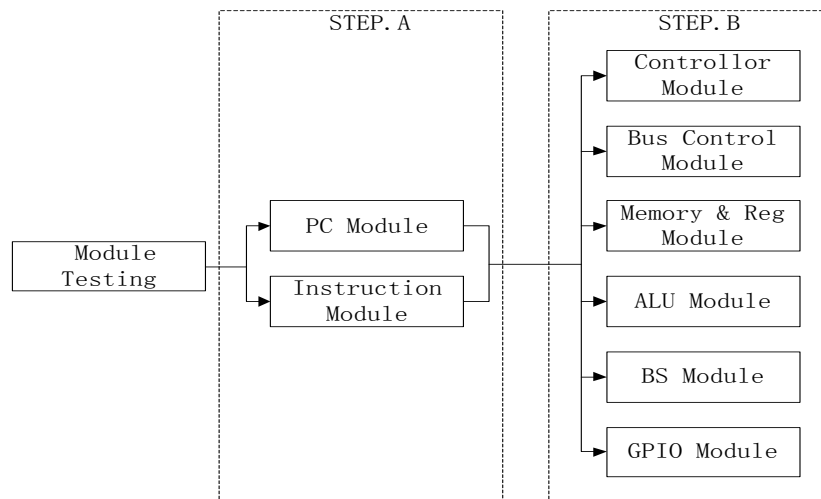 STEP. A
STEP. B
Controllor
Module
Bus Control
Module
Memory & Reg
Module
PC Module
Module
Testing
Instruction
Module
ALU Module
BS Module
GPIO Module